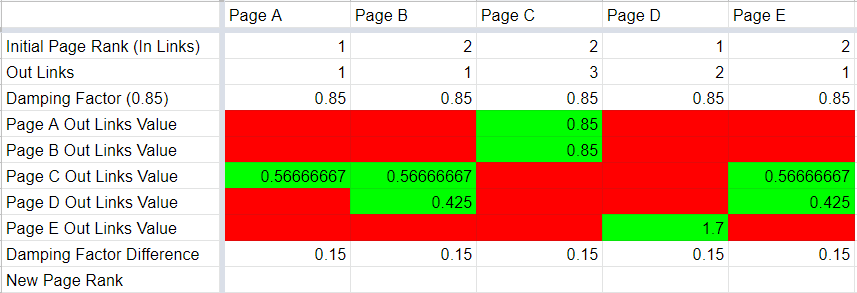 Page A Page B Page C Page D Page E
Initial Page Rank (In Links) 1 2 2 1 2
Out Links 1 1 3 2 1
Damping Factor (0.85) 0.85 0.85 0.85 0.85 0.85
Page A Out Links Value 0.85
Page B Out Links Value 0.85
Page C Out Links Value 0.56666667 0.56666667 0.56666667
Page D Out Links Value 0.425 0.425
Page E Out Links Value 1.7
Damping Factor Difference 0.15 0.15 0.15 0.15 0.15
New Page Rank